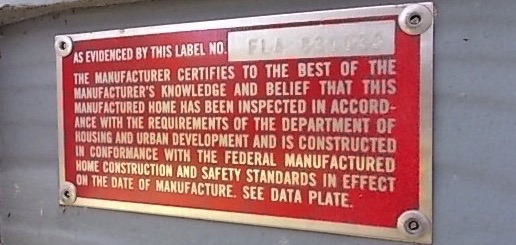 AS EVIDENCED BY THIS LABEL NO. FLA
THE MANUFACTURER CERTIFIES TO THE BEST OF THE
MANUFACTURER'S KNOWLEDGE AND BELIEF THAT THIS
MANUFACTURED HOME HAS BEEN INSPECTED IN ACCORD-
ANCE WITH THE REQUIREMENTS OF THE DEPARTMENT OF
HOUSING AND URBAN DEVELOPMENT AND IS CONSTRUCTED
IN CONFORMANCE WITH THE FEDERAL MANUFACTURED
HOME CONSTRUCTION AND SAFETY STANDARDS IN EFFECT
ON THE DATE OF MANUFACTURE. SEE DATA PLATE.